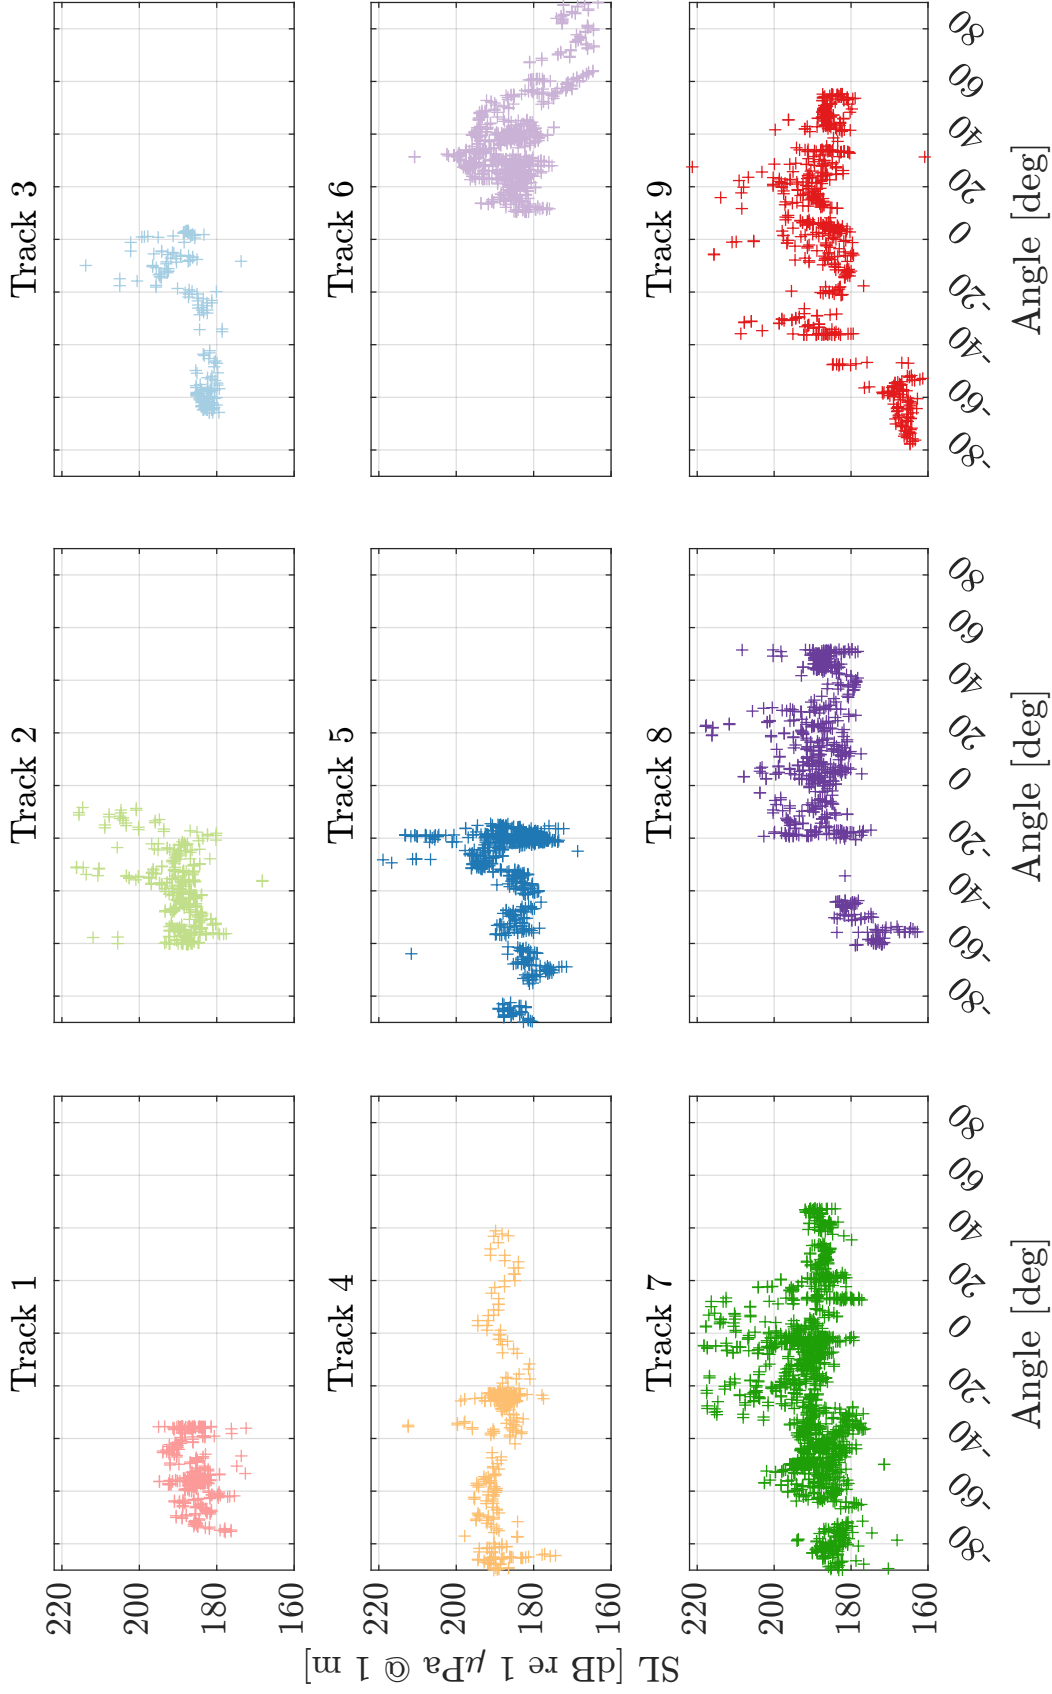 Track 1
Track 2
Track 3
220
200
180
160
Track 4
Track 5
Track 6
220
200
180
160
SL [dB re 1 μPa @ 1 m]
Track 7
Track 8
Track 9
220
200
180
160
-80 -60 -40 -20 0 20 40 60 80
-80 -60 -40 -20 0 20 40 60 80
-80 -60 -40 -20 0 20 40 60 80
Angle [deg]
Angle [deg]
Angle [deg]